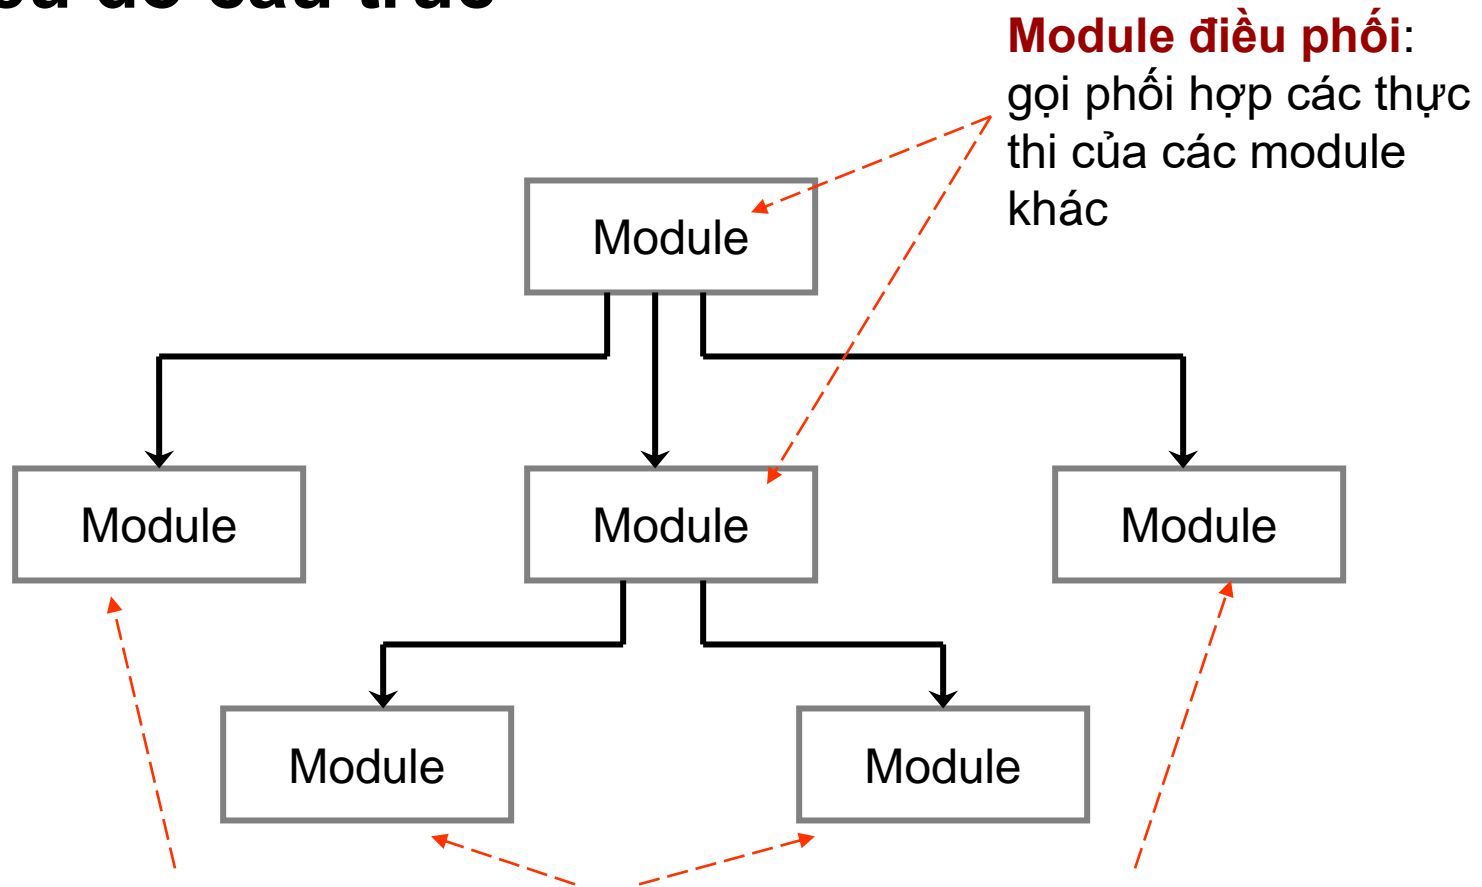 Module điều phối:
gọi phối hợp các thực
thi của các module
khác
Module
Module Module Module
Module Module